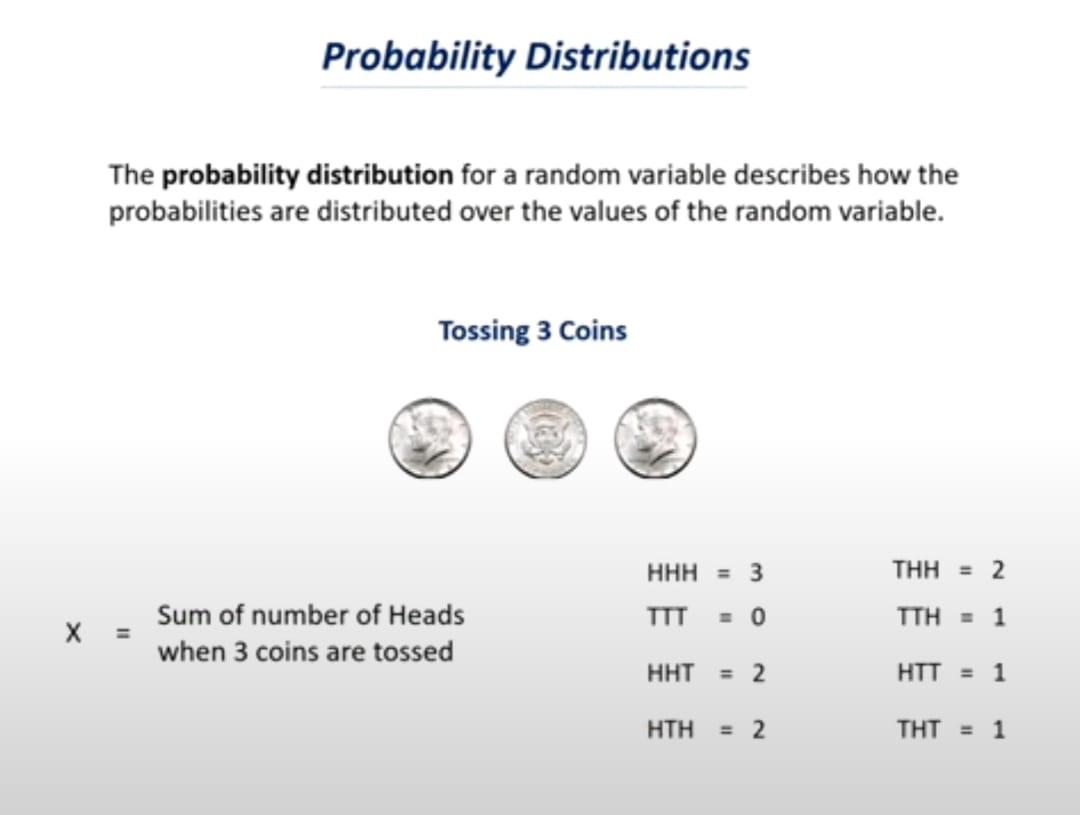 Probability Distributions
The probability distribution for a random variable describes how the
probabilities are distributed over the values of the random variable.
Tossing 3 Coins
X = Sum of number of Heads
when 3 coins are tossed
HHH = 3
TTT = 0
HHT = 2
HTH = 2
THH = 2
TTH = 1
HTT = 1
THT = 1